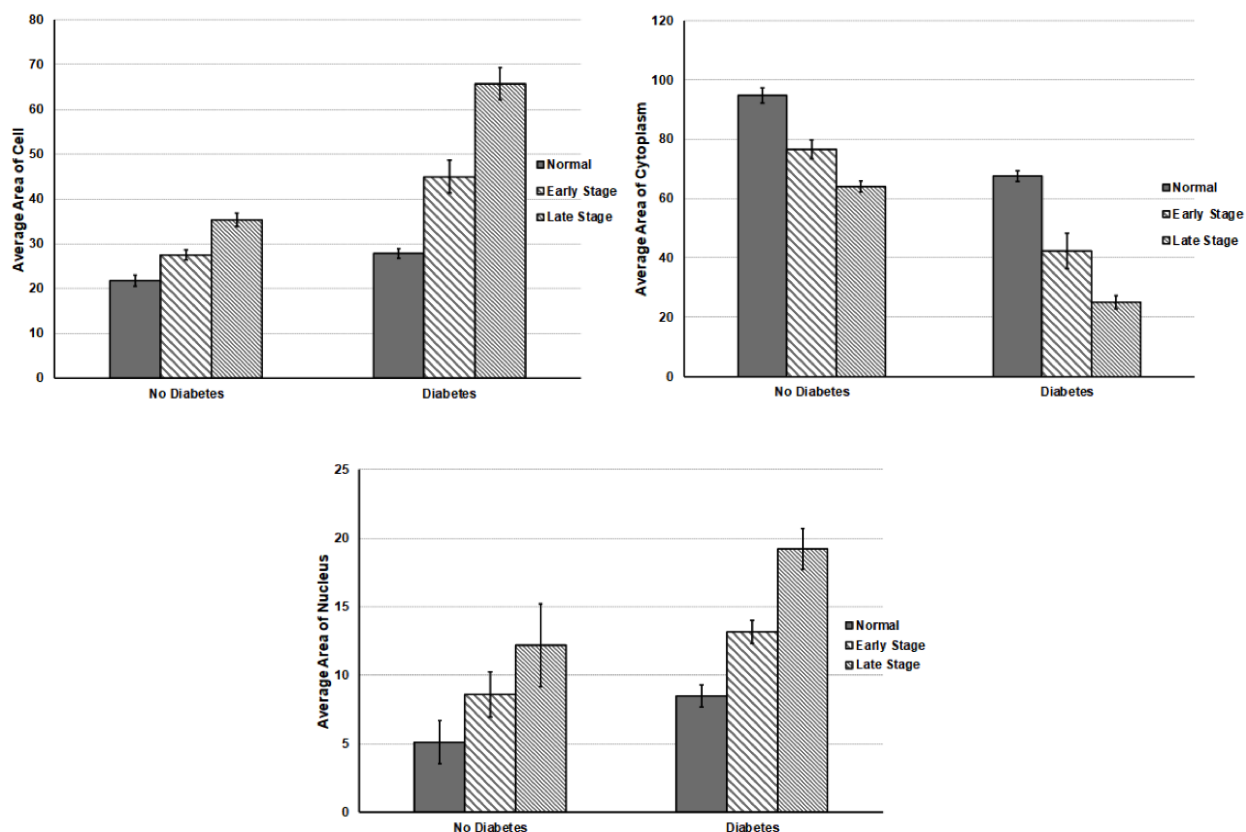 Average Area of Cell
80
70
60
50
40
30
20
10
0
No Diabetes
Diabetes
Normal
Early Stage
Late Stage
Average Area of Cytoplasm
120
100
80
60
40
20
0
No Diabetes
Diabetes
Normal
Early Stage
Late Stage
Average Area of Nucleus
25
20
15
10
5
0
No Diabetes
Diabetes
Normal
Early Stage
Late Stage